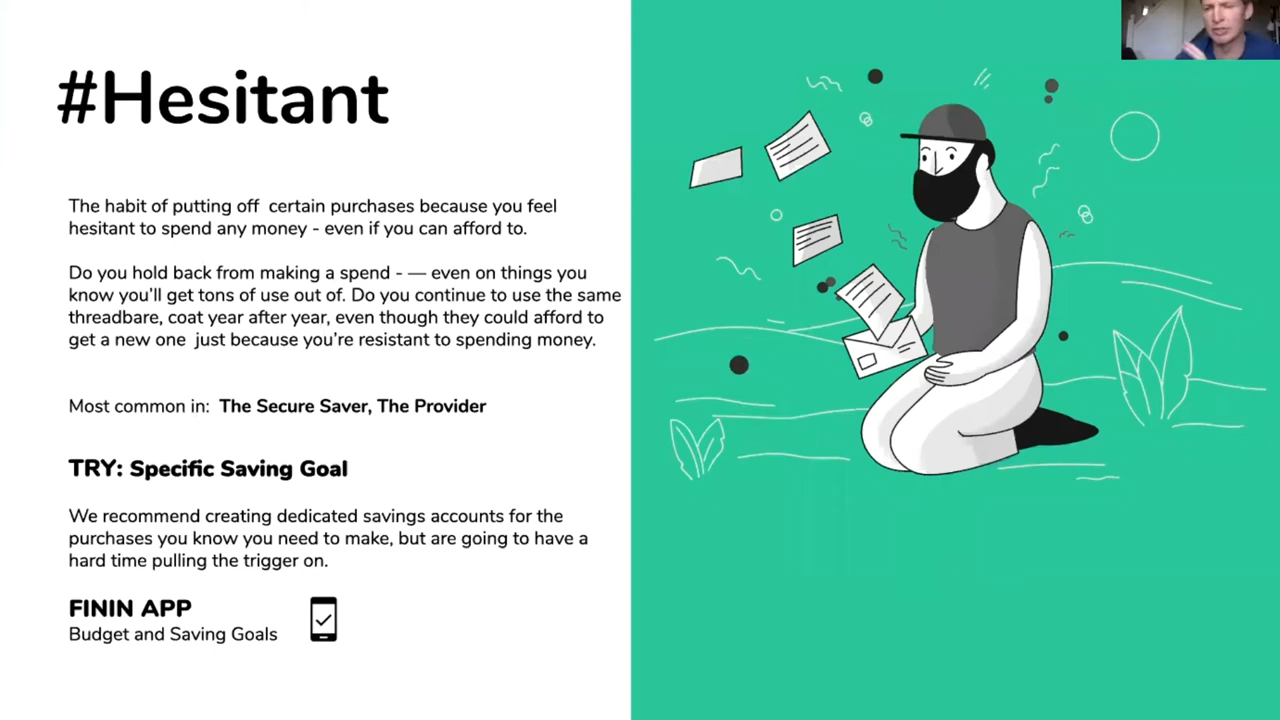 #Hesitant
The habit of putting off  certain purchases because you feel
hesitant to spend any money - even if you can afford to.
Do you hold back from making a spend - — even on things you
know you'll get tons of use out of. Do you continue to use the same
threadbare, coat year after year, even though they could afford to
get a new one  just because you're resistant to spending money.
Most common in:  The Secure Saver, The Provider
TRY: Specific Saving Goal
We recommend creating dedicated savings accounts for the
purchases you know you need to make, but are going to have a
hard time pulling the trigger on.
FININ APP
Budget and Saving Goals